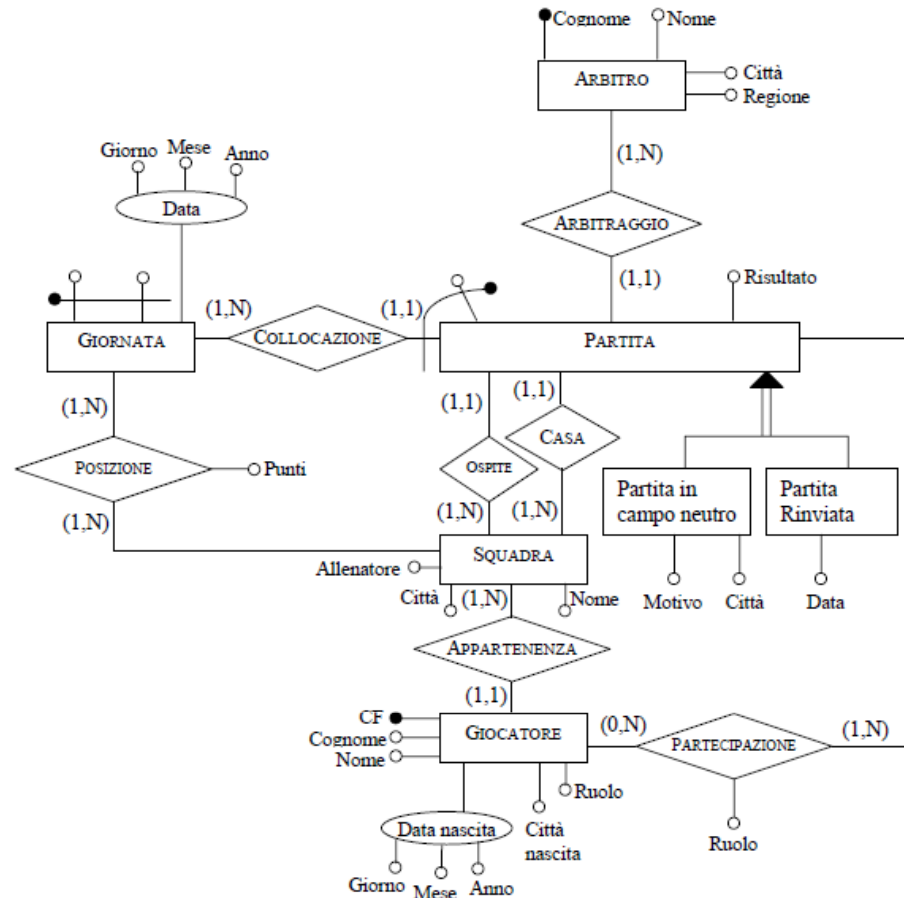 Cognome
Nome
ARBITRO
Città
Regione
(1,N)
Giorno
Mese
Anno
Data
ARBITRAGGIO
(1,1)
Risultato
(1,N)
(1,1)
GIORNATA
COLLOCAZIONE
PARTITA
(1,N)
(1,1)
(1,1)
CASA
POSIZIONE
Punti
OSPITE
Partita in
campo neutro
Partita
Rinviata
(1,N)
(1,N)
(1,N)
SQUADRA
Allenatore
Città
(1,N)
Nome
Motivo
Città
Data
APPARTENENZA
(1,1)
CF
Cognome
Nome
GIOCATORE
(0,N)
PARTECIPAZIONE
(1,N)
Ruolo
Data nascita
Città
nascita
Ruolo
Giorno
Mese
Anno